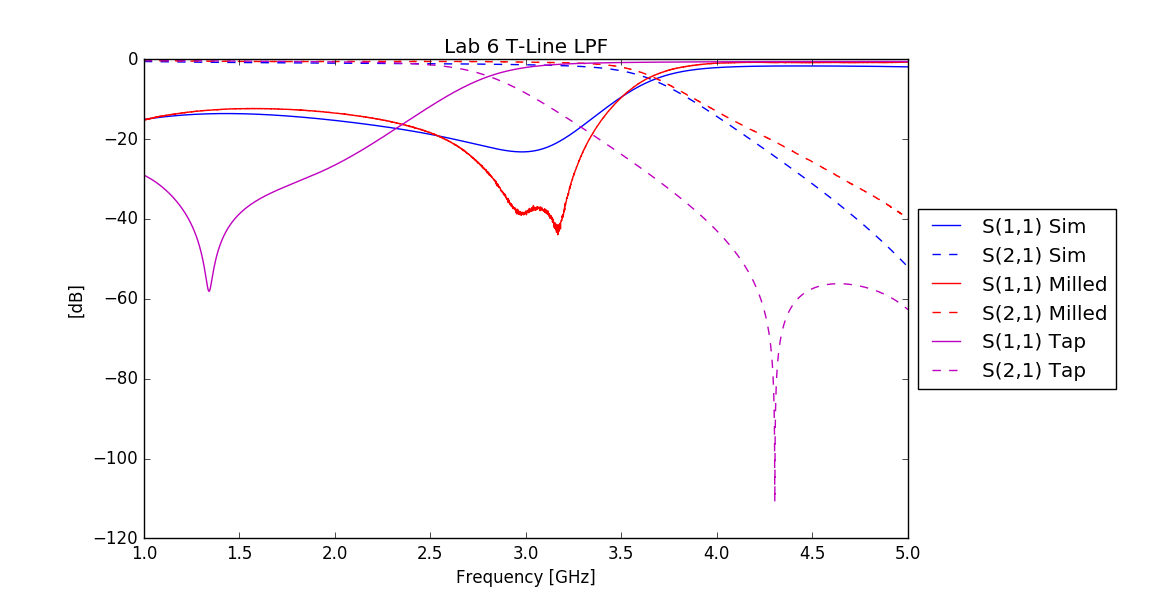 Lab 6 T-Line LPF
0
−20
−40
−60
−80
−100
−120
[dB]
1.0 1.5 2.0 2.5 3.0 3.5 4.0 4.5 5.0
Frequency [GHz]
S(1,1) Sim
S(2,1) Sim
S(1,1) Milled
S(2,1) Milled
S(1,1) Tap
S(2,1) Tap